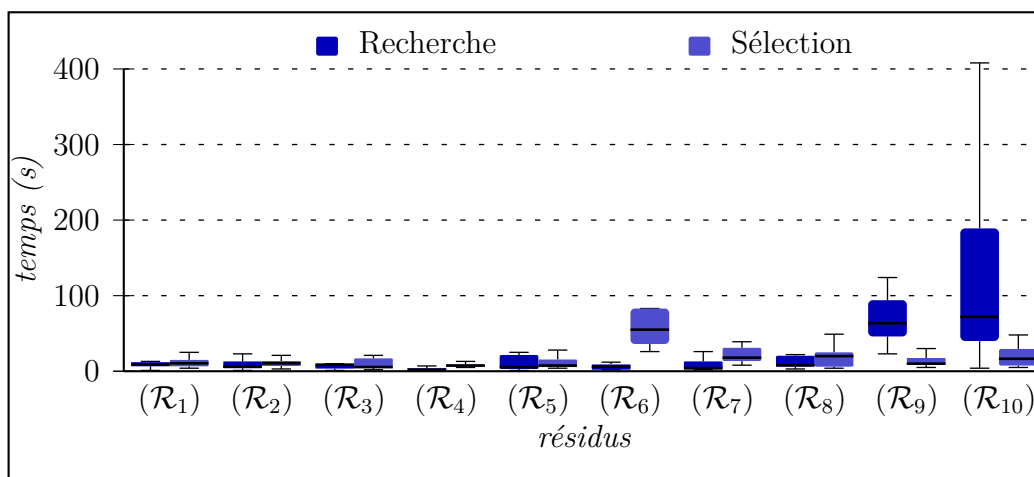 Recherche Sélection
400
300
200
100
0
temps (s)
(R1) (R2) (R3) (R4) (R5) (R6) (R7) (R8) (R9) (R10)
résidus